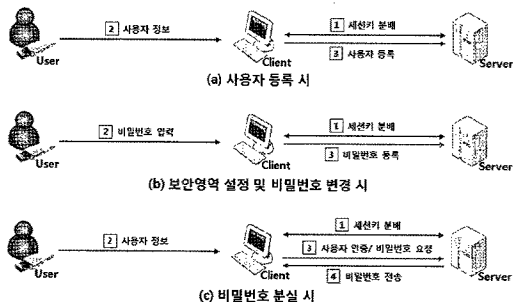 2 사용자 정보
1 세션키 분배
3 사용자 등록
User
Client
Server
(a) 사용자 등록 시
2 비밀번호 입력
1 세션키 분배
3 비밀번호 등록
User
Client
Server
(b) 보안영역 설정 및 비밀번호 변경 시
1 세션키 분배
2 사용자 정보
3 사용자 인증/ 비밀번호 요청
4 비밀번호 전송
User
Client
Server
(c) 비밀번호 분실 시